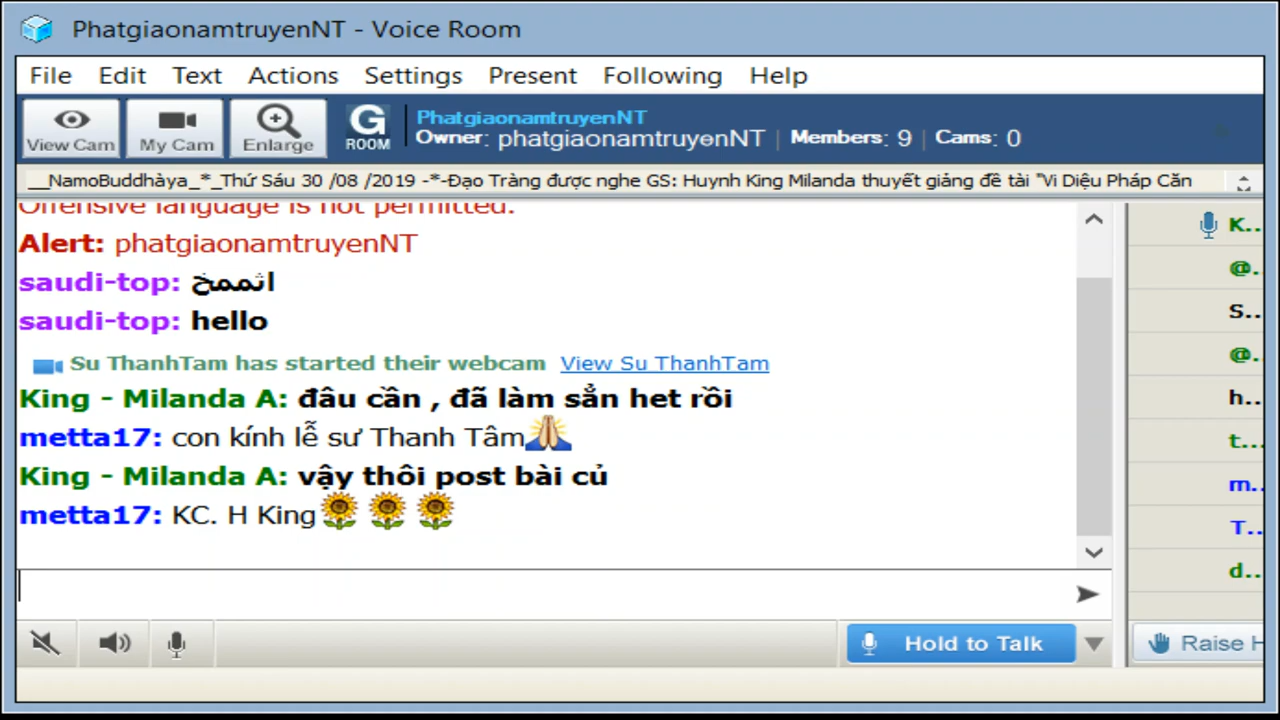 PhatgiaonamtruyenNT - Voice Room
File Edit Text Actions Settings Present Following Help
View Cam My Cam Enlarge G ROOM
PhatgiaonamtruyenNT
Owner: phatgiaonamtruyenNT | Members: 9 | Cams: 0
__NamoBuddhàya_*_Thứ Sáu 30 /08 /2019 -*-Đạo Tràng được nghe GS: Huynh King Milanda thuyết giảng đề tài "Vi Diệu Pháp Căn
Offensive language is not permitted.
Alert: phatgiaonamtruyenNT
saudi-top: اثممخ
saudi-top: hello
Su ThanhTam has started their webcam View Su ThanhTam
King - Milanda A: đâu cần , đã làm sẳn het rồi
metta17: con kính lễ sư Thanh Tâm
King - Milanda A: vậy thôi post bài củ
metta17: KC. H King
K..
@..
S..
@..
h..
t..
m..
T..
d..
Hold to Talk
Raise H